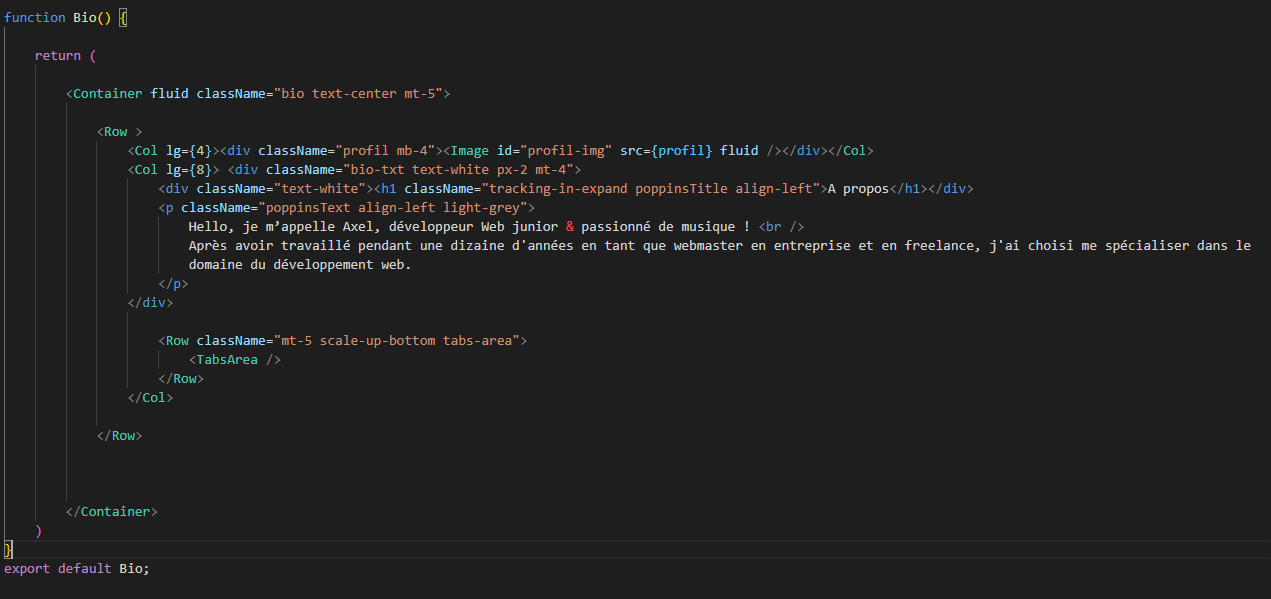 function Bio() {
return (
<Container fluid className="bio text-center mt-5">
<Row >
<Col lg={4}><div className="profil mb-4"><Image id="profil-img" src={profil} fluid /></div></Col>
<Col lg={8}> <div className="bio-txt text-white px-2 mt-4">
<div className="text-white"><h1 className="tracking-in-expand poppinsTitle align-left">A propos</h1></div>
<p className="poppinsText align-left light-grey">
Hello, je m’appelle Axel, développeur Web junior & passionné de musique ! <br />
Après avoir travaillé pendant une dizaine d'années en tant que webmaster en entreprise et en freelance, j'ai choisi me spécialiser dans le
domaine du développement web.
</p>
</div>
<Row className="mt-5 scale-up-bottom tabs-area">
<TabsArea />
</Row>
</Col>
</Row>
</Container>
)
}
export default Bio;